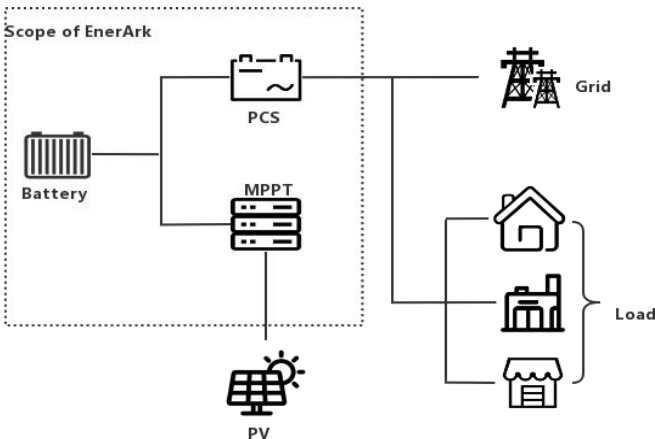 Scope of EnerArk
PCS
Grid
Battery
MPPT
Load
PV